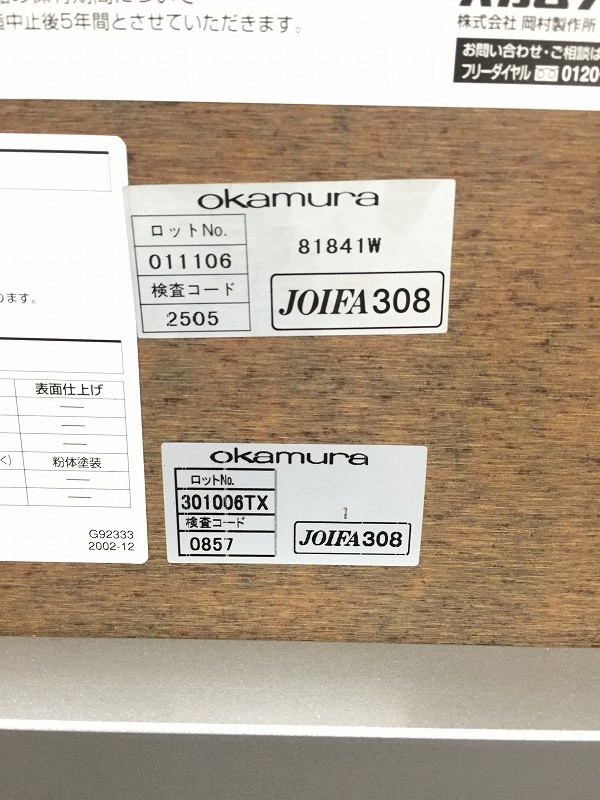 造中止後5年間とさせていただきます。
株式会社 岡村製作所
お問い合わせ・ご相談は
フリーダイヤル 0120-
okamura
ロットNo.
011106
検査コード
2505
81841W
JOIFA308
ります。
表面仕上げ
粉体塗装
G92333
2002-12
okamura
ロットNo.
301006TX
検査コード
0857
JOIFA308